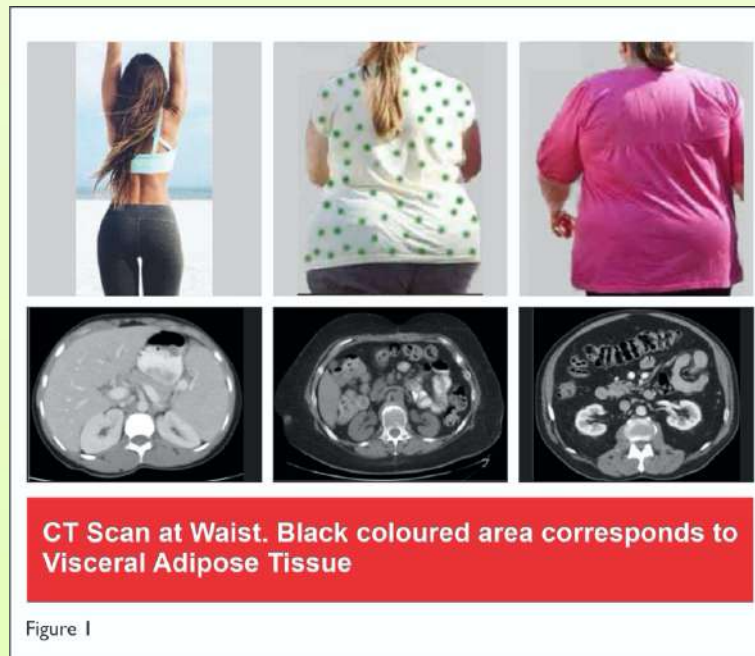 CT Scan at Waist. Black coloured area corresponds to
Visceral Adipose Tissue
Figure 1